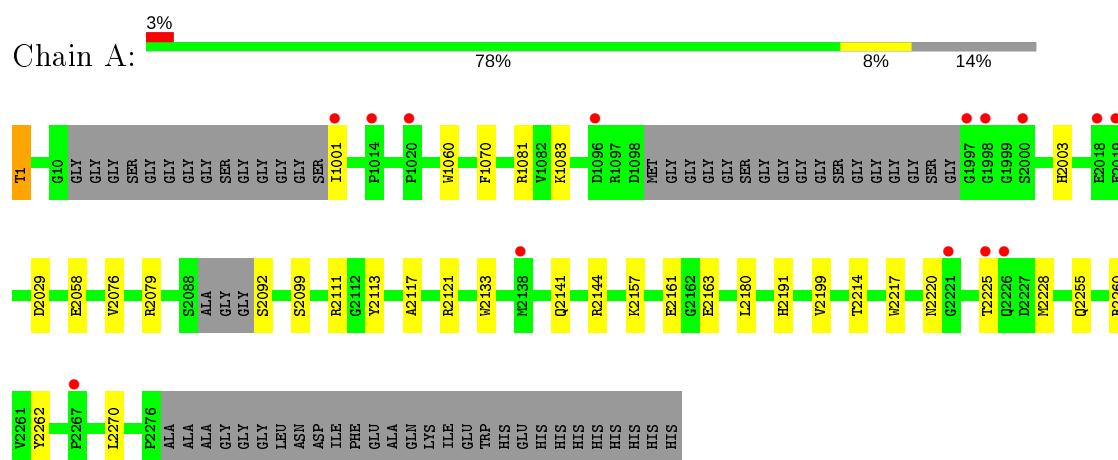 3%
Chain A:
78% 8% 14%
T1 G10 GLY GLY GLY SER GLY GLY GLY GLY SER GLY GLY GLY GLY SER I1001 P1014 P1020 W1060 F1070 R1081 V1082 K1083 D1096 R1097 D1098 MET GLY GLY GLY GLY SER GLY GLY GLY GLY SER GLY GLY GLY GLY SER GLY G1997 G1998 G1999 S2000 H2003 E2018
D2029 E2058 V2076 R2079 S2088 ALA GLY GLY S2092 S2099 R2111 G2112 Y2113 A2117 R2121 W2133 M2138 Q2141 R2144 K2157 E2161 G2162 E2163 L2180 H2191 V2199 T2214 W2217 N2220 G2221 T2225 Q2226 D2227 M2228 Q2255
V2261 Y2262 P2267 L2270 P2276 ALA ALA ALA GLY GLY GLY LEU ASN ASP ILE PHE GLU ALA GLN LYS ILE GLU TRP HIS GLU HIS HIS HIS HIS HIS HIS HIS HIS